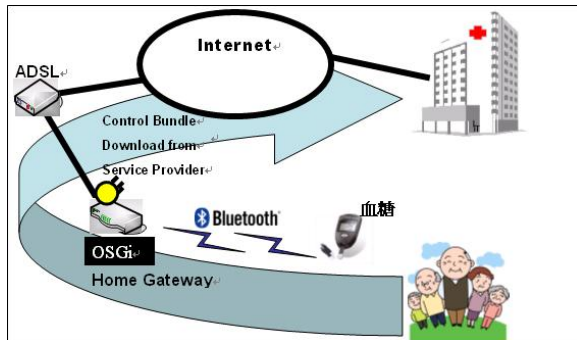 Internet
ADSL
Control Bundle
Download from
Service Provider
Bluetooth
血糖
OSGi
Home Gateway